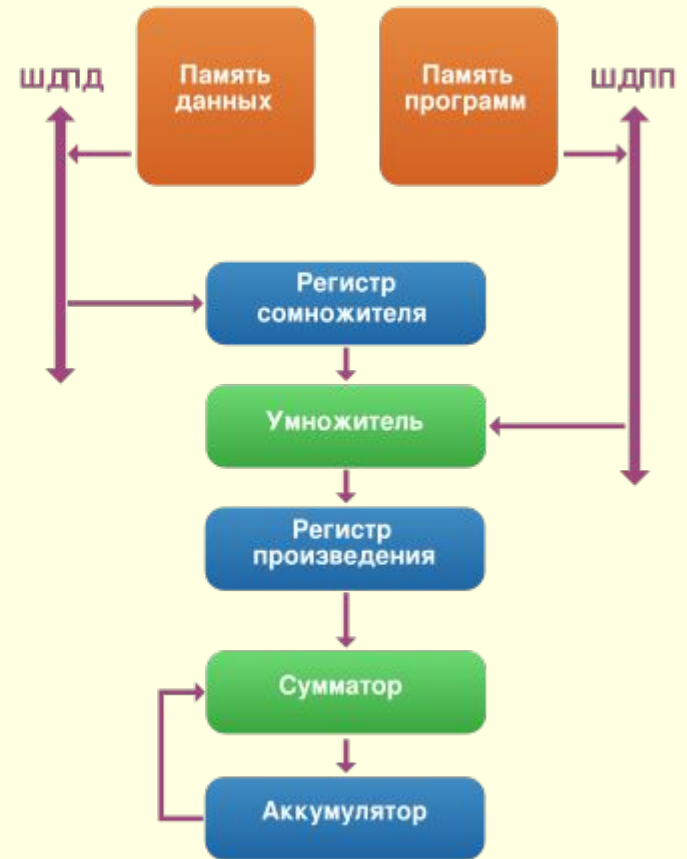 ШДПД
Память
данных
Память
программ
ШДПП
Регистр
сомножителя
Умножитель
Регистр
произведения
Сумматор
Аккумулятор